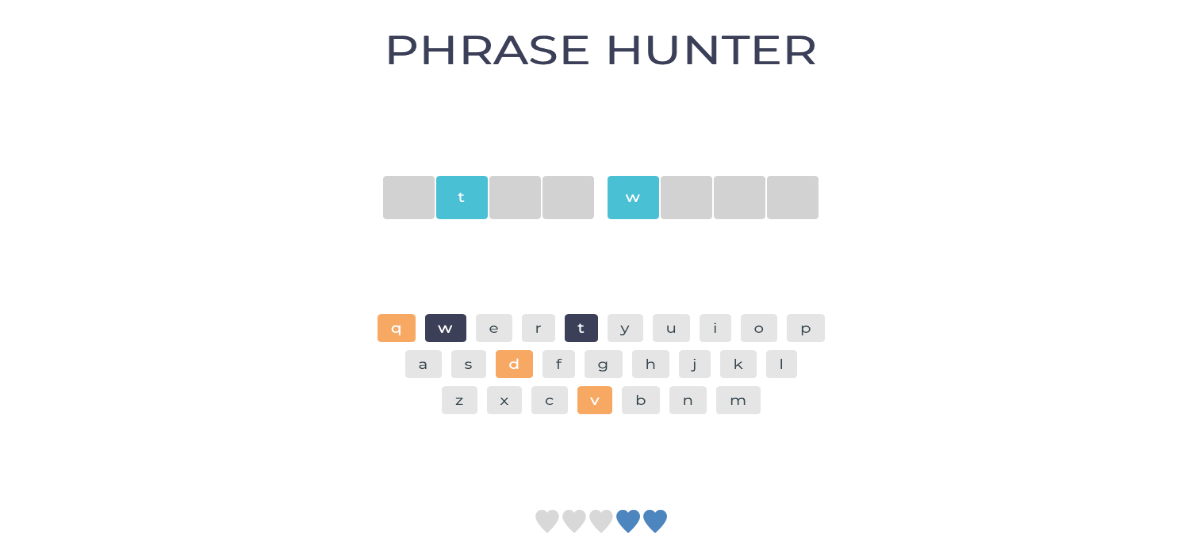 PHRASE HUNTER
t w
q w e r t y u i o p
a s d f g h j k l
z x c v b n m